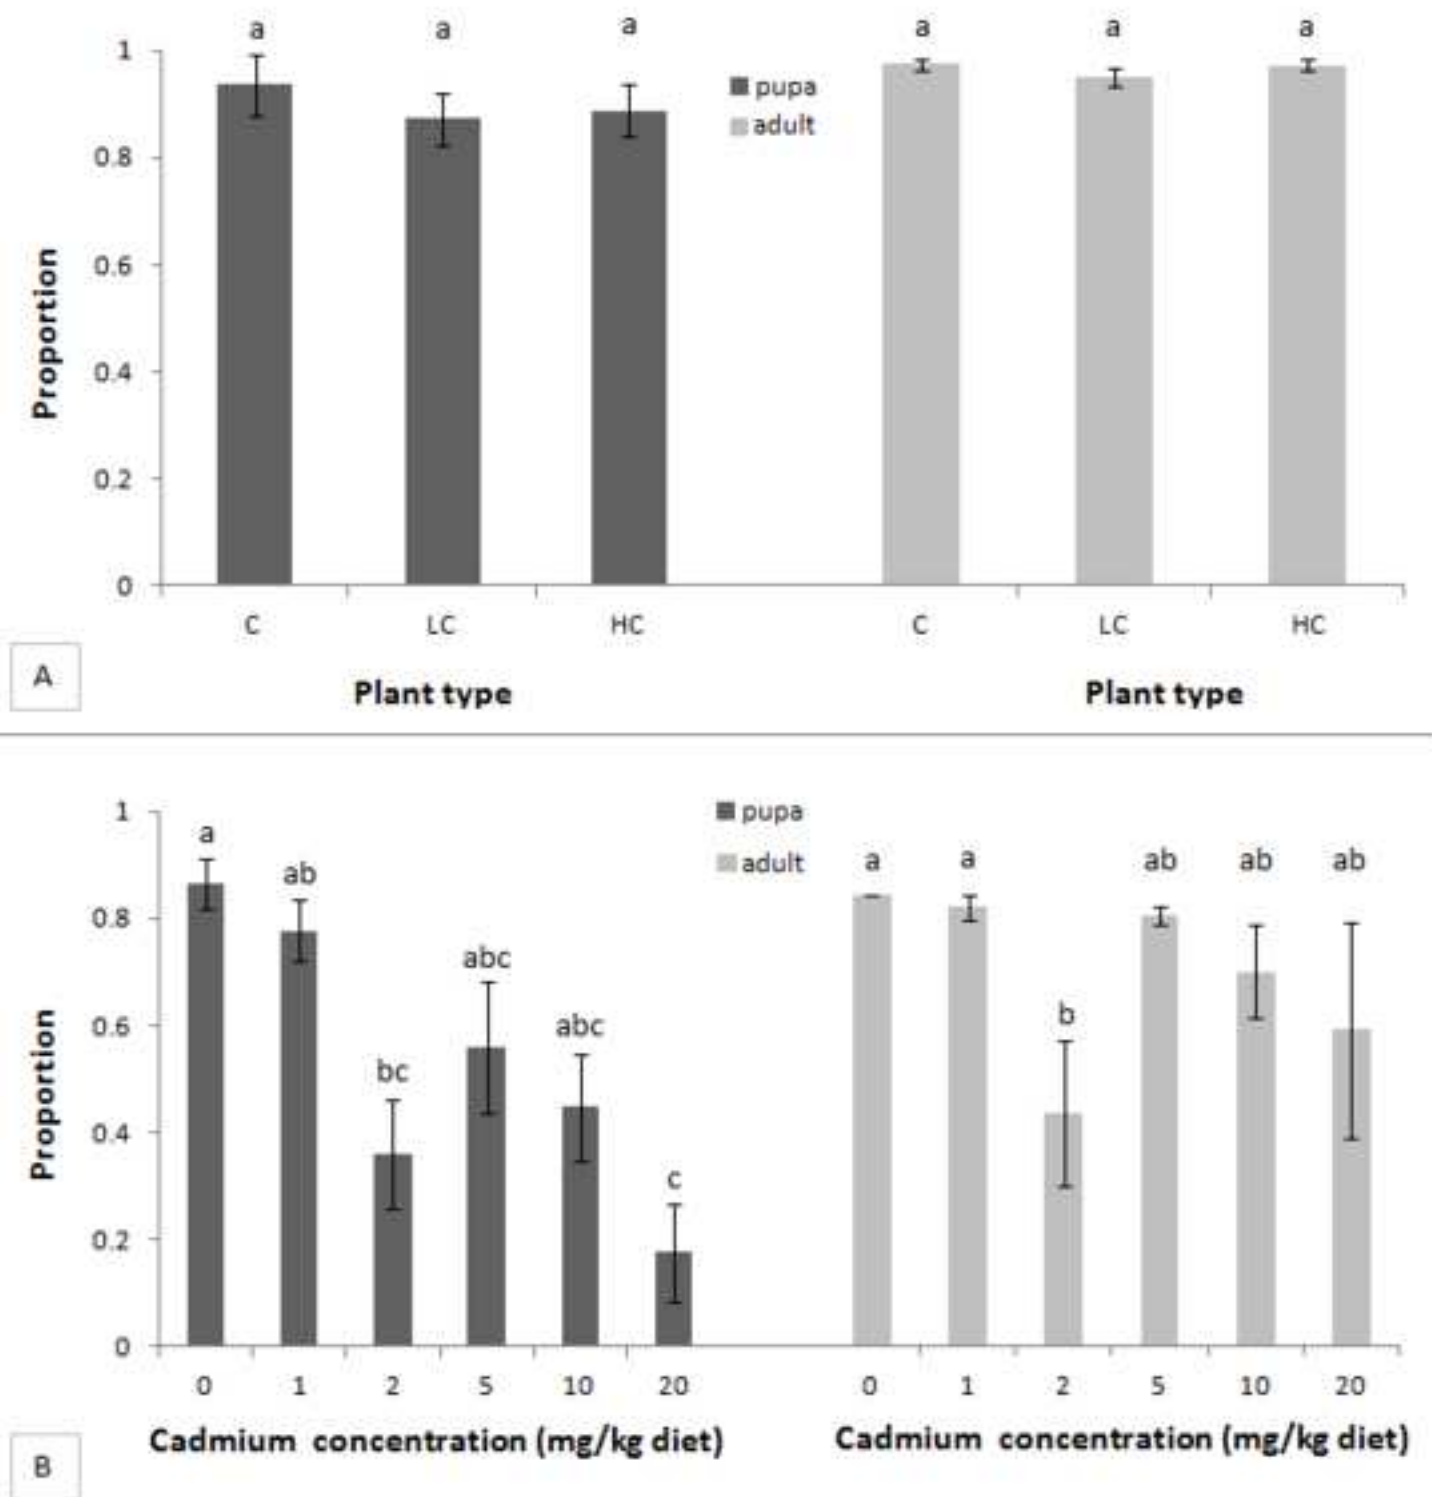 a a a a a a
1
pupa
adult
0.8
0.6
0.4
0.2
0
Proportion
C LC HC C LC HC
A
Plant type Plant type
1
pupa
adult
a ab bc abc abc c
a a b ab ab ab
0.8
0.6
0.4
0.2
0
Proportion
0 1 2 5 10 20 0 1 2 5 10 20
Cadmium concentration (mg/kg diet) Cadmium concentration (mg/kg diet)
B